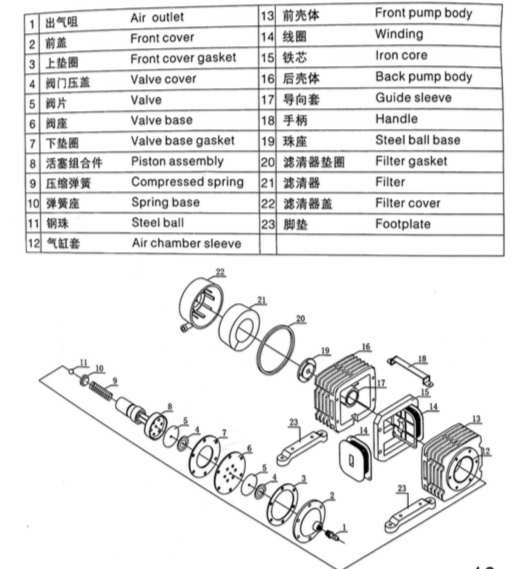 1 出气咀 Air outlet 13 前壳体 Front pump body
2 前盖 Front cover 14 线圈 Winding
3 上垫圈 Front cover gasket 15 铁芯 Iron core
4 阀门压盖 Valve cover 16 后壳体 Back pump body
5 阀片 Valve 17 导向套 Guide sleeve
6 阀座 Valve base 18 手柄 Handle
7 下垫圈 Valve base gasket 19 珠座 Steel ball base
8 活塞组合件 Piston assembly 20 滤清器垫圈 Filter gasket
9 压缩弹簧 Compressed spring 21 滤清器 Filter
10 弹簧座 Spring base 22 滤清器盖 Filter cover
11 钢珠 Steel ball 23 脚垫 Footplate
12 气缸套 Air chamber sleeve
22
21
20
19
16
18
17
15
14
11
10
9
8
5
4
7
6
5
4
3
2
1
23
14
13
12
23